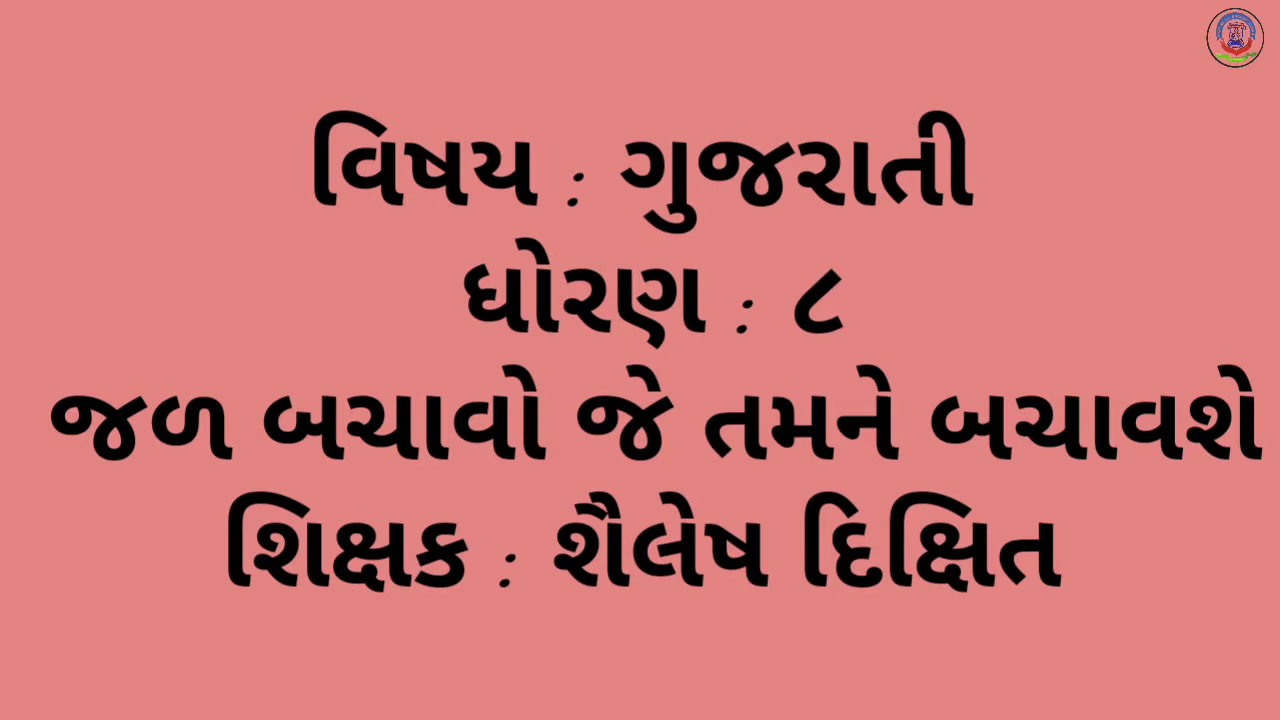 વિષય : ગુજરાતી
ધોરણ : ૮
જળ બચાવો જે તમને બચાવશે
શિક્ષક : શૈલેષ દિક્ષિત